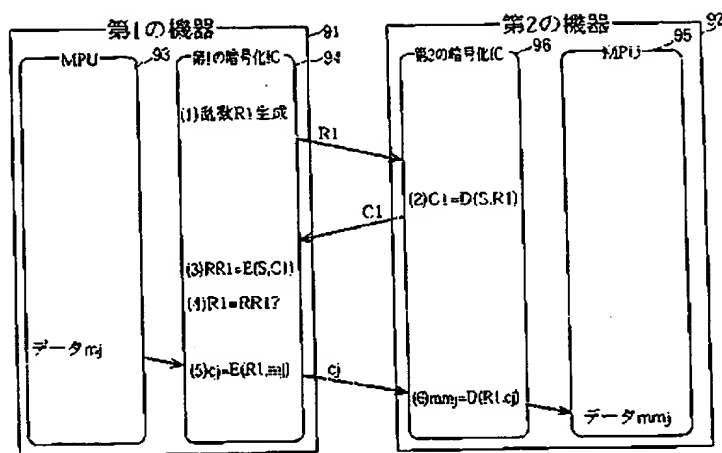 第1の機器
91
MPU
93
第1の暗号化IC
94
(1)乱数R1生成
R1
C1
(3)RR1=E(S,C1)
(4)R1=RR1?
データmj
(5)cj=E(R1,mj)
cj
第2の機器
92
第2の暗号化IC
96
MPU
95
(2)C1=D(S,R1)
(6)mmj=D(R1,cj)
データmmj